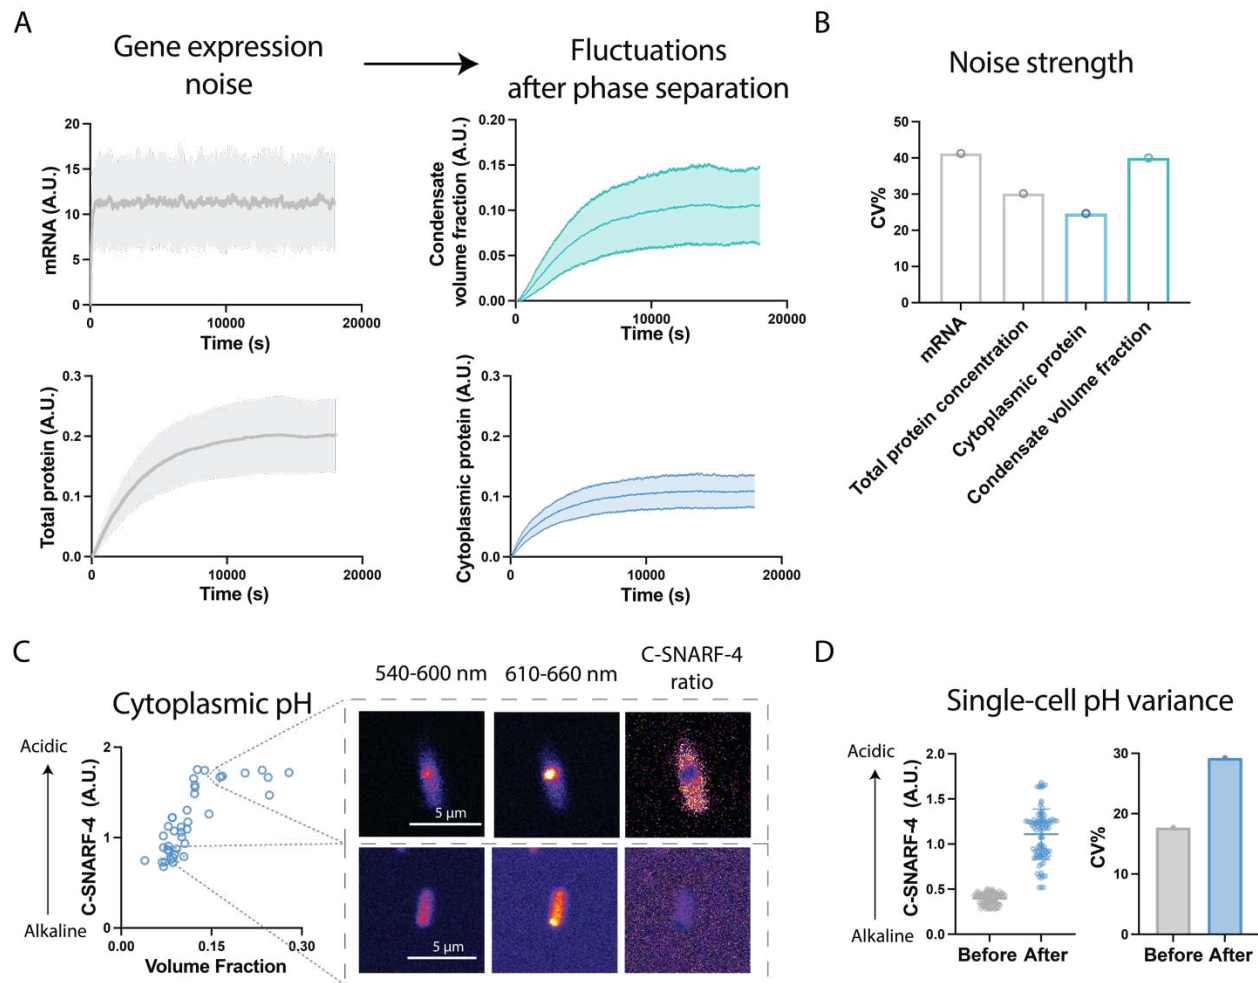 A
Gene expression
noise
Fluctuations
after phase separation
mRNA (A.U.)
20
15
10
5
0
0
10000
20000
Time (s)
Condensate
volume fraction (A.U.)
0.20
0.15
0.10
0.05
0.00
0
10000
20000
Time (s)
Total protein (A.U.)
0.3
0.2
0.1
0.0
0
10000
20000
Time (s)
Cytoplasmic protein (A.U.)
0.3
0.2
0.1
0.0
0
10000
20000
Time (s)
B
Noise strength
CV%
50
40
30
20
10
0
mRNA
Total protein concentration
Cytoplasmic protein
Condensate volume fraction
C
Cytoplasmic pH
Acidic
Alkaline
C-SNARF-4 (A.U.)
2
1
0
0.00
0.15
0.30
Volume Fraction
540-600 nm
610-660 nm
C-SNARF-4
ratio
5 μm
5 μm
D
Single-cell pH variance
Acidic
Alkaline
C-SNARF-4 (A.U.)
2.0
1.5
1.0
0.5
0.0
Before After
CV%
30
20
10
0
Before After